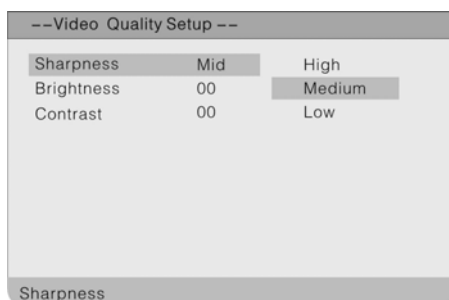 --Video Quality Setup --
Sharpness Mid High
Brightness 00 Medium
Contrast 00 Low
Sharpness